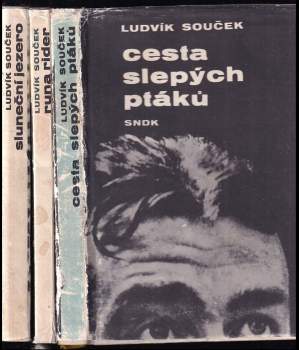 LUDVÍK SOUČEK
sluneční jezero
LUDVÍK SOUČEK
runa rider
LUDVÍK SOUČEK
cesta slepých ptáků
LUDVÍK SOUČEK
cesta
slepých
ptáků
SNDK